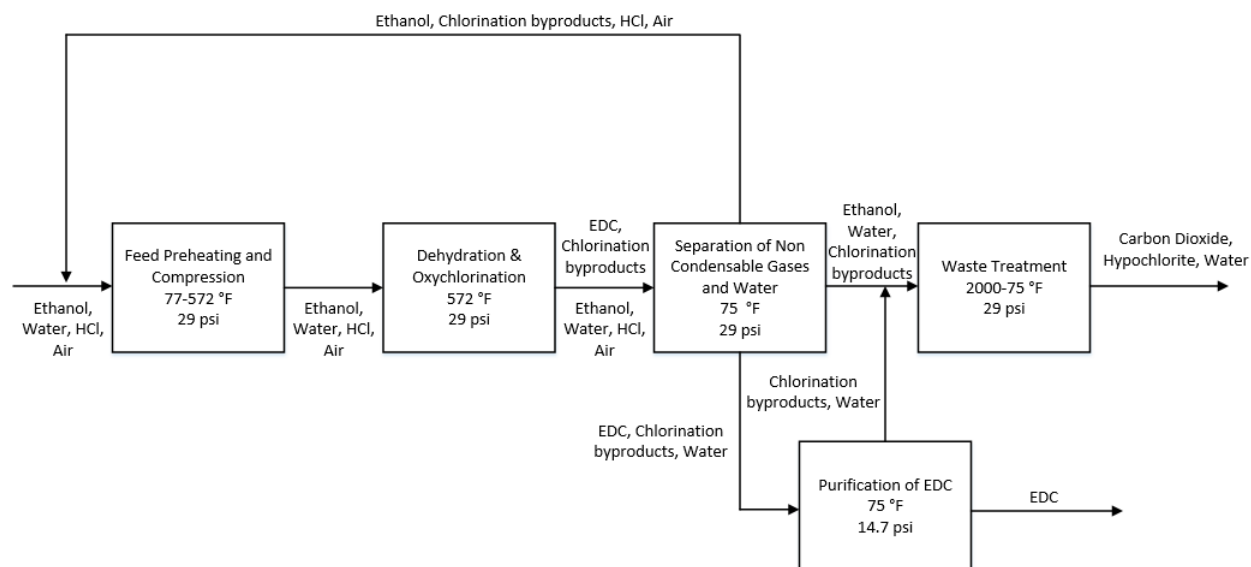 Ethanol, Chlorination byproducts, HCl, Air
Feed Preheating and
Compression
77-572 °F
29 psi
Dehydration &
Oxychlorination
572 °F
29 psi
EDC,
Chlorination
byproducts
Separation of Non
Condensable Gases
and Water
75 °F
29 psi
Ethanol,
Water,
Chlorination
byproducts
Waste Treatment
2000-75 °F
29 psi
Carbon Dioxide,
Hypochlorite, Water
Ethanol,
Water, HCl,
Air
Ethanol,
Water, HCl,
Air
Ethanol,
Water, HCl,
Air
Chlorination
byproducts, Water
EDC, Chlorination
byproducts, Water
Purification of EDC
75 °F
14.7 psi
EDC